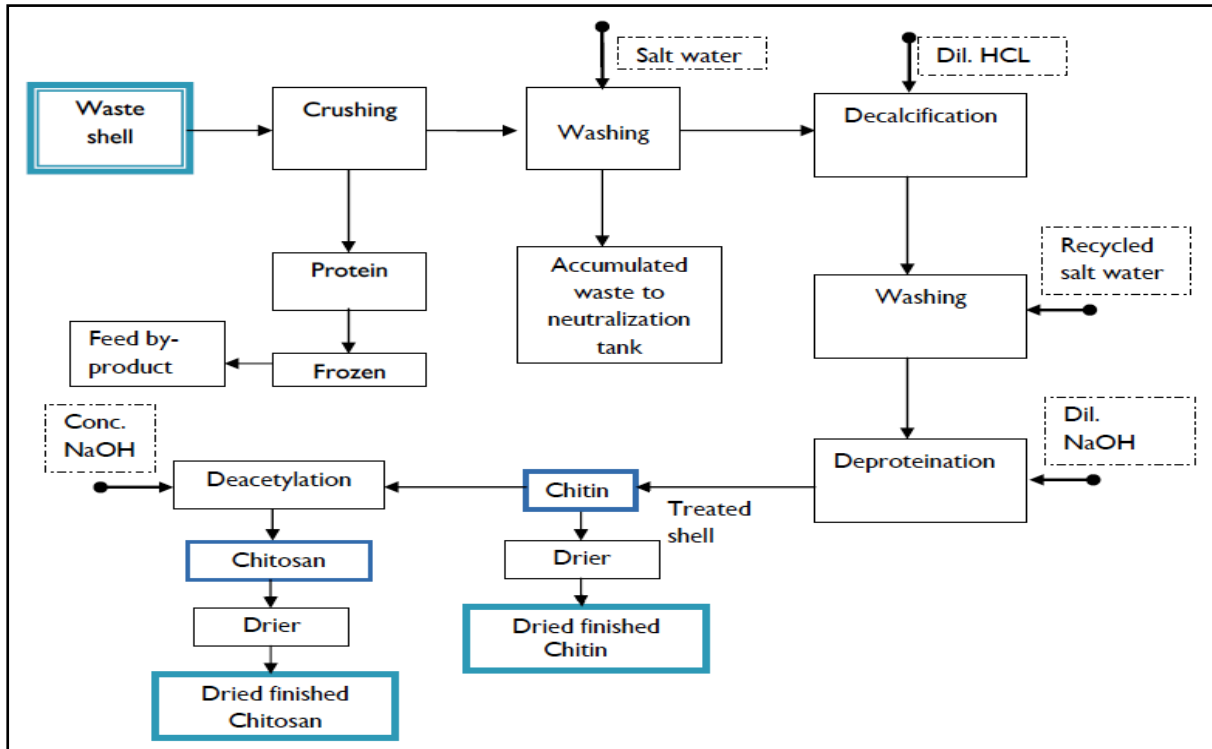 Salt water
Dil. HCL
Waste
shell
Crushing
Washing
Decalcification
Protein
Accumulated
waste to
neutralization
tank
Recycled
salt water
Washing
Feed by-
product
Frozen
Conc.
NaOH
Dil.
NaOH
Deacetylation
Chitin
Deproteination
Treated
shell
Chitosan
Drier
Drier
Dried finished
Chitin
Dried finished
Chitosan